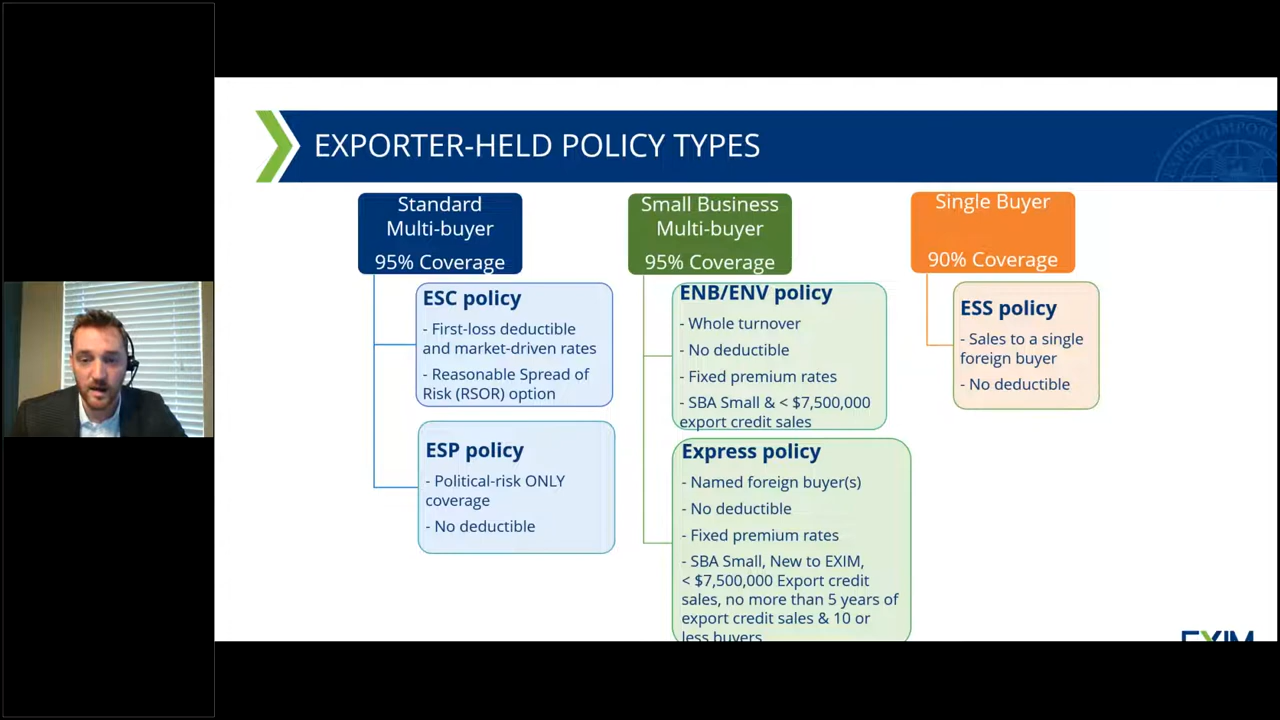 EXPORTER-HELD POLICY TYPES
Standard
Multi-buyer
95% Coverage
ESC policy
- First-loss deductible
and market-driven rates
- Reasonable Spread of
Risk (RSOR) option
ESP policy
- Political-risk ONLY
coverage
- No deductible
Small Business
Multi-buyer
95% Coverage
ENB/ENV policy
- Whole turnover
- No deductible
- Fixed premium rates
- SBA Small & < $7,500,000
export credit sales
Express policy
- Named foreign buyer(s)
- No deductible
- Fixed premium rates
- SBA Small, New to EXIM,
< $7,500,000 Export credit
sales, no more than 5 years of
export credit sales & 10 or
less buyers
Single Buyer
90% Coverage
ESS policy
- Sales to a single
foreign buyer
- No deductible
EXIM